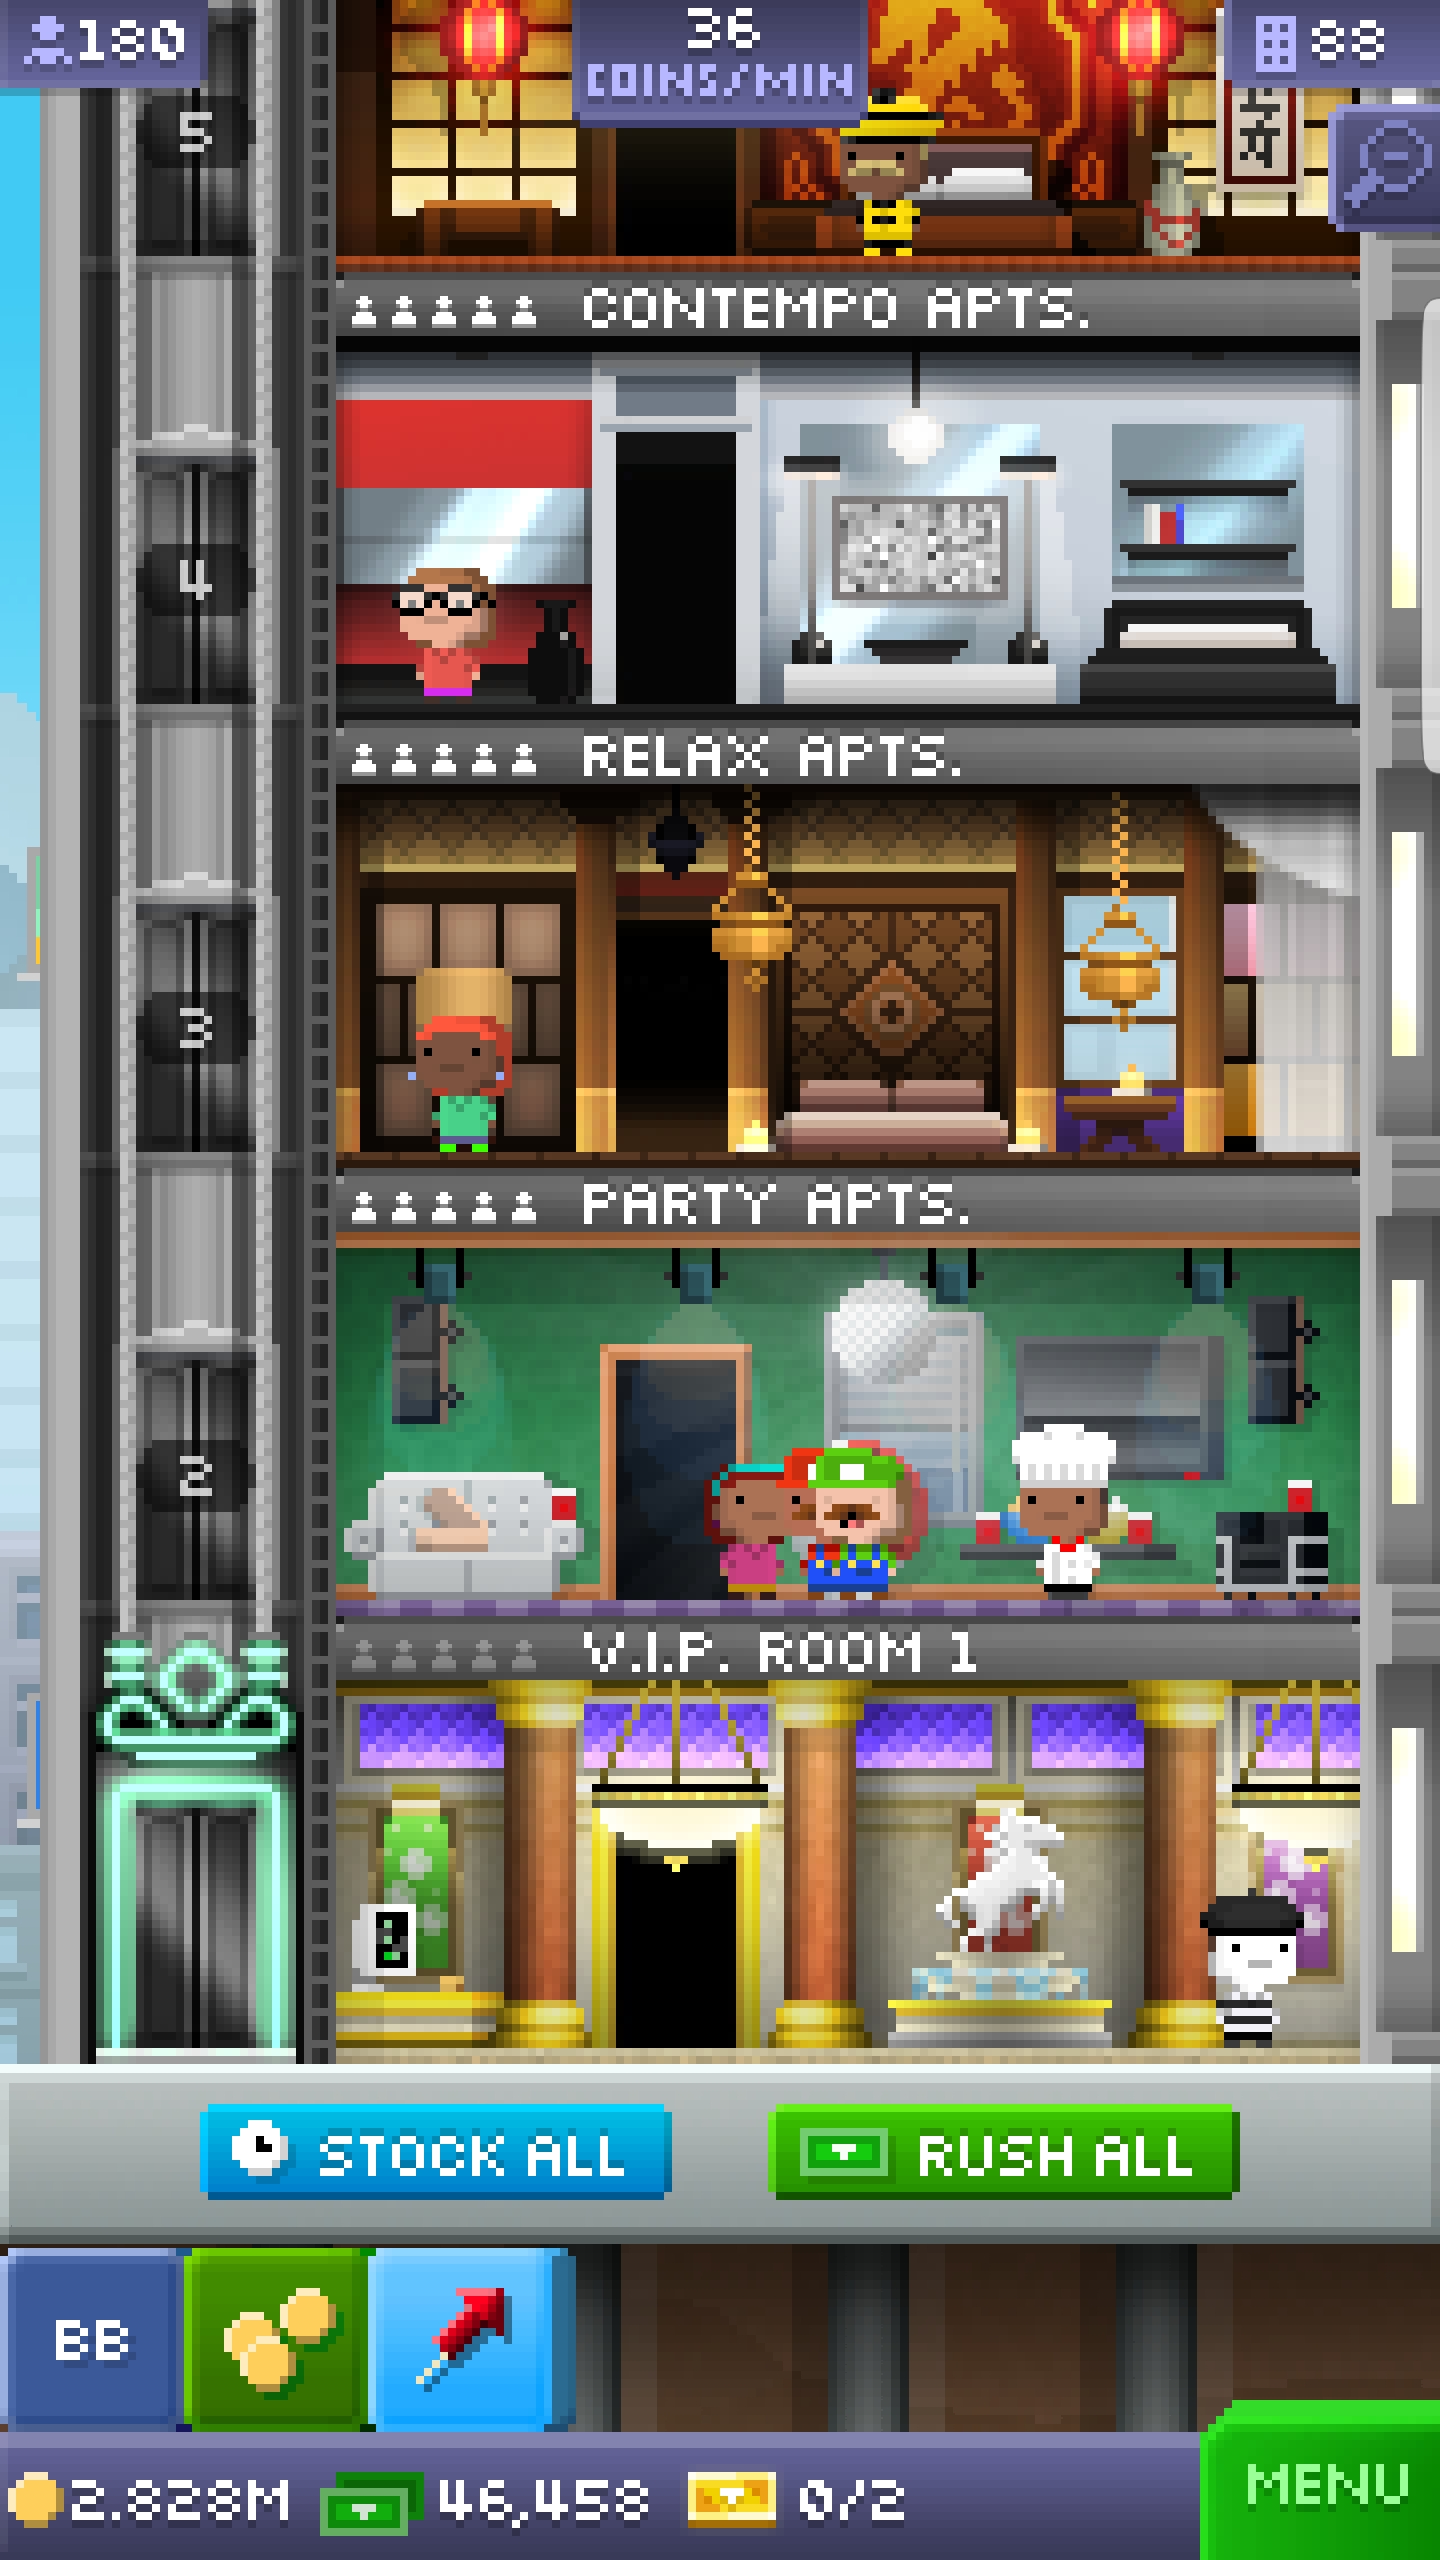 180
36
COINS/MIN
88
5
CONTEMPO APTS.
4
RELAX APTS.
3
PARTY APTS.
2
V.I.P. ROOM 1
STOCK ALL
RUSH ALL
BB
2.828M
46,458
0/2
MENU